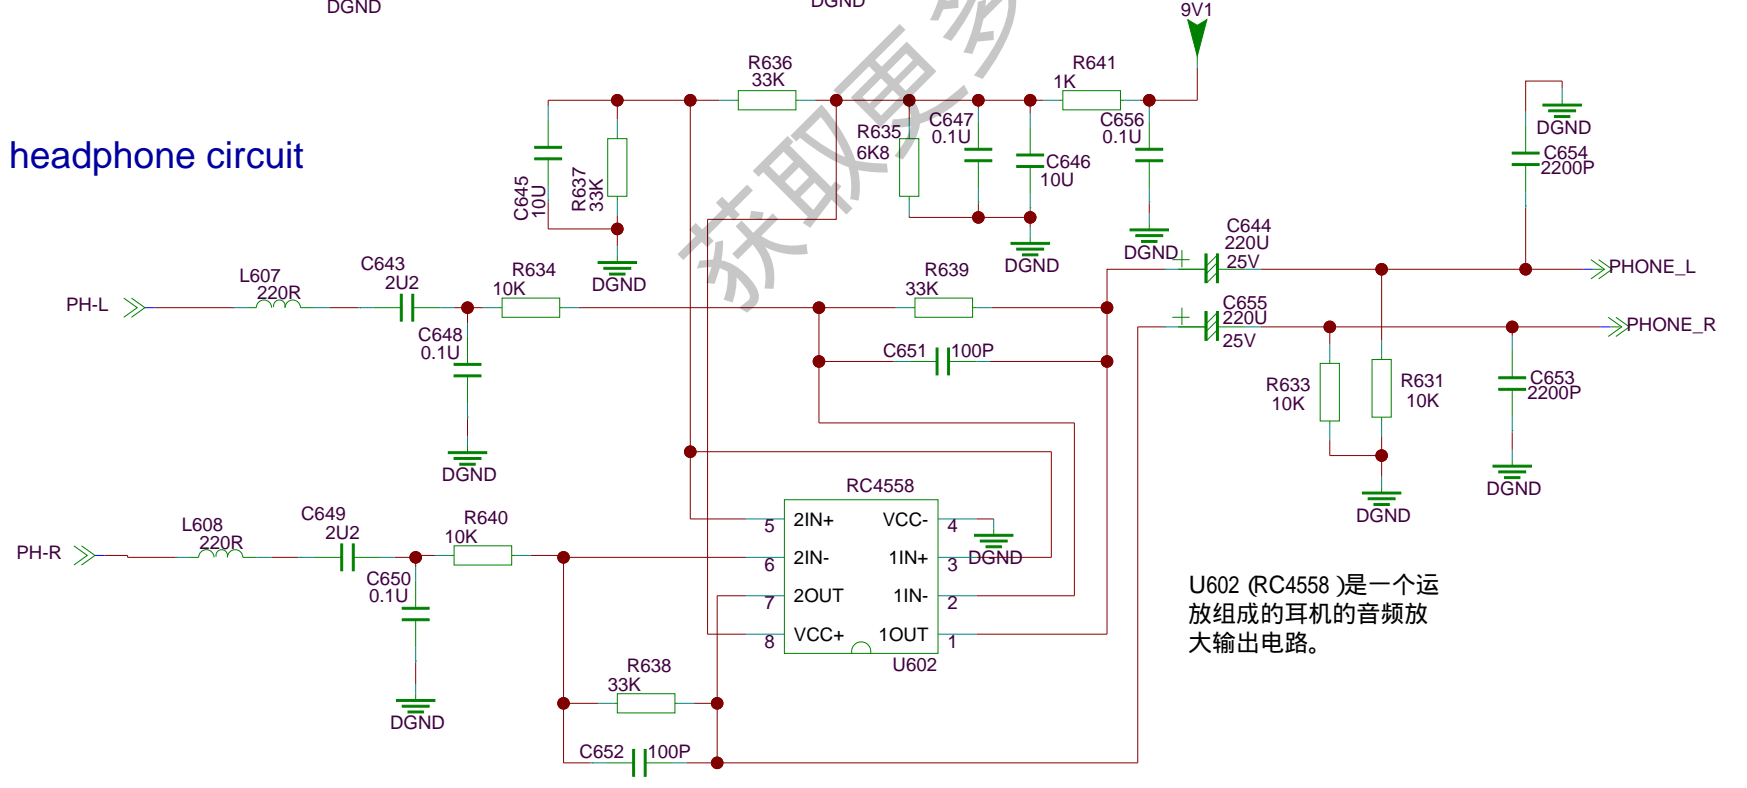 DGND
DGND
9V1
R636
33K
R641
1K
headphone circuit
C645
10U
R637
33K
R635
6K8
C647
0.1U
C646
10U
C656
0.1U
DGND
C654
2200P
DGND
DGND
DGND
C644
220U
25V
PHONE_L
L607
220R
C643
2U2
R634
10K
R639
33K
PH-L
C648
0.1U
C651
100P
C655
220U
25V
PHONE_R
R633
10K
R631
10K
C653
2200P
DGND
DGND
DGND
RC4558
5
2IN+
VCC-
4
DGND
6
2IN-
1IN+
3
7
2OUT
1IN-
2
8
VCC+
1OUT
1
U602
L608
220R
C649
2U2
R640
10K
PH-R
C650
0.1U
DGND
R638
33K
C652
100P
U602 (RC4558 )是一个运
放组成的耳机的音频放
大输出电路。
获取更多